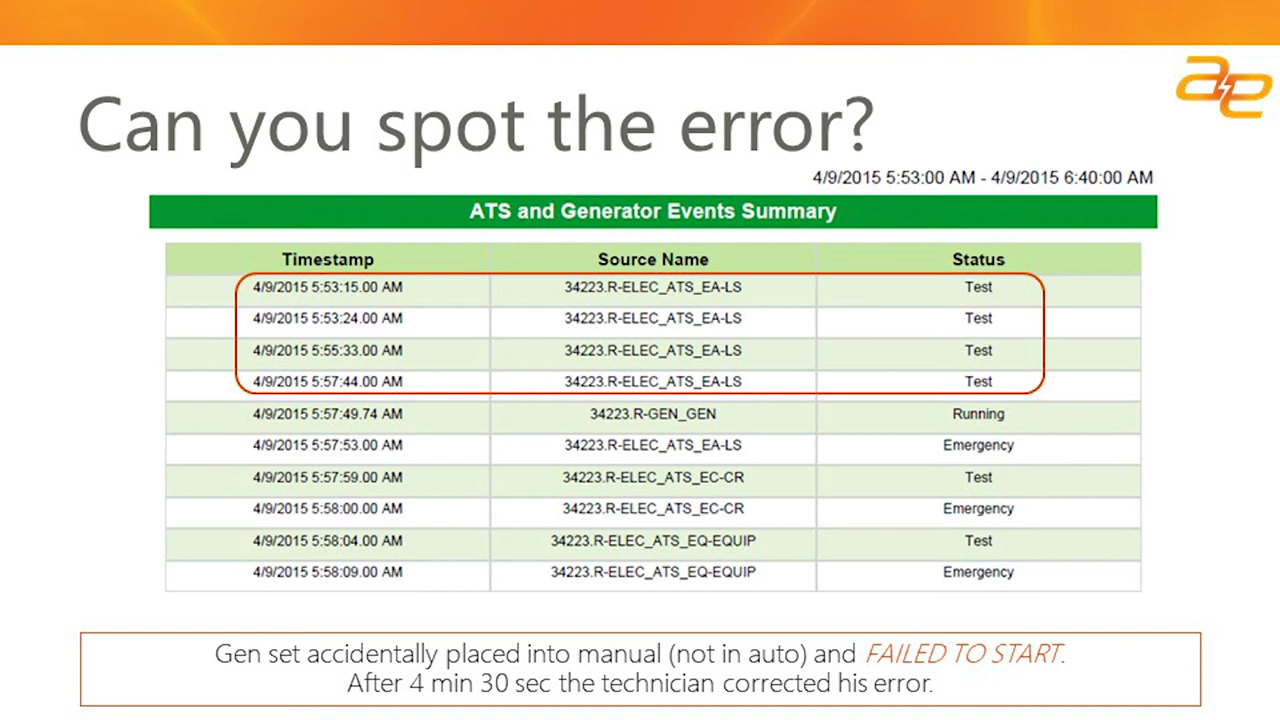 ae
Can you spot the error?
4/9/2015 5:53:00 AM - 4/9/2015 6:40:00 AM
ATS and Generator Events Summary
Timestamp Source Name Status
4/9/2015 5:53:15.00 AM 34223.R-ELEC_ATS_EA-LS Test
4/9/2015 5:53:24.00 AM 34223.R-ELEC_ATS_EA-LS Test
4/9/2015 5:55:33.00 AM 34223.R-ELEC_ATS_EA-LS Test
4/9/2015 5:57:44.00 AM 34223.R-ELEC_ATS_EA-LS Test
4/9/2015 5:57:49.74 AM 34223.R-GEN_GEN Running
4/9/2015 5:57:53.00 AM 34223.R-ELEC_ATS_EA-LS Emergency
4/9/2015 5:57:59.00 AM 34223.R-ELEC_ATS_EC-CR Test
4/9/2015 5:58:00.00 AM 34223.R-ELEC_ATS_EC-CR Emergency
4/9/2015 5:58:04.00 AM 34223.R-ELEC_ATS_EQ-EQUIP Test
4/9/2015 5:58:09.00 AM 34223.R-ELEC_ATS_EQ-EQUIP Emergency
Gen set accidentally placed into manual (not in auto) and FAILED TO START.
After 4 min 30 sec the technician corrected his error.